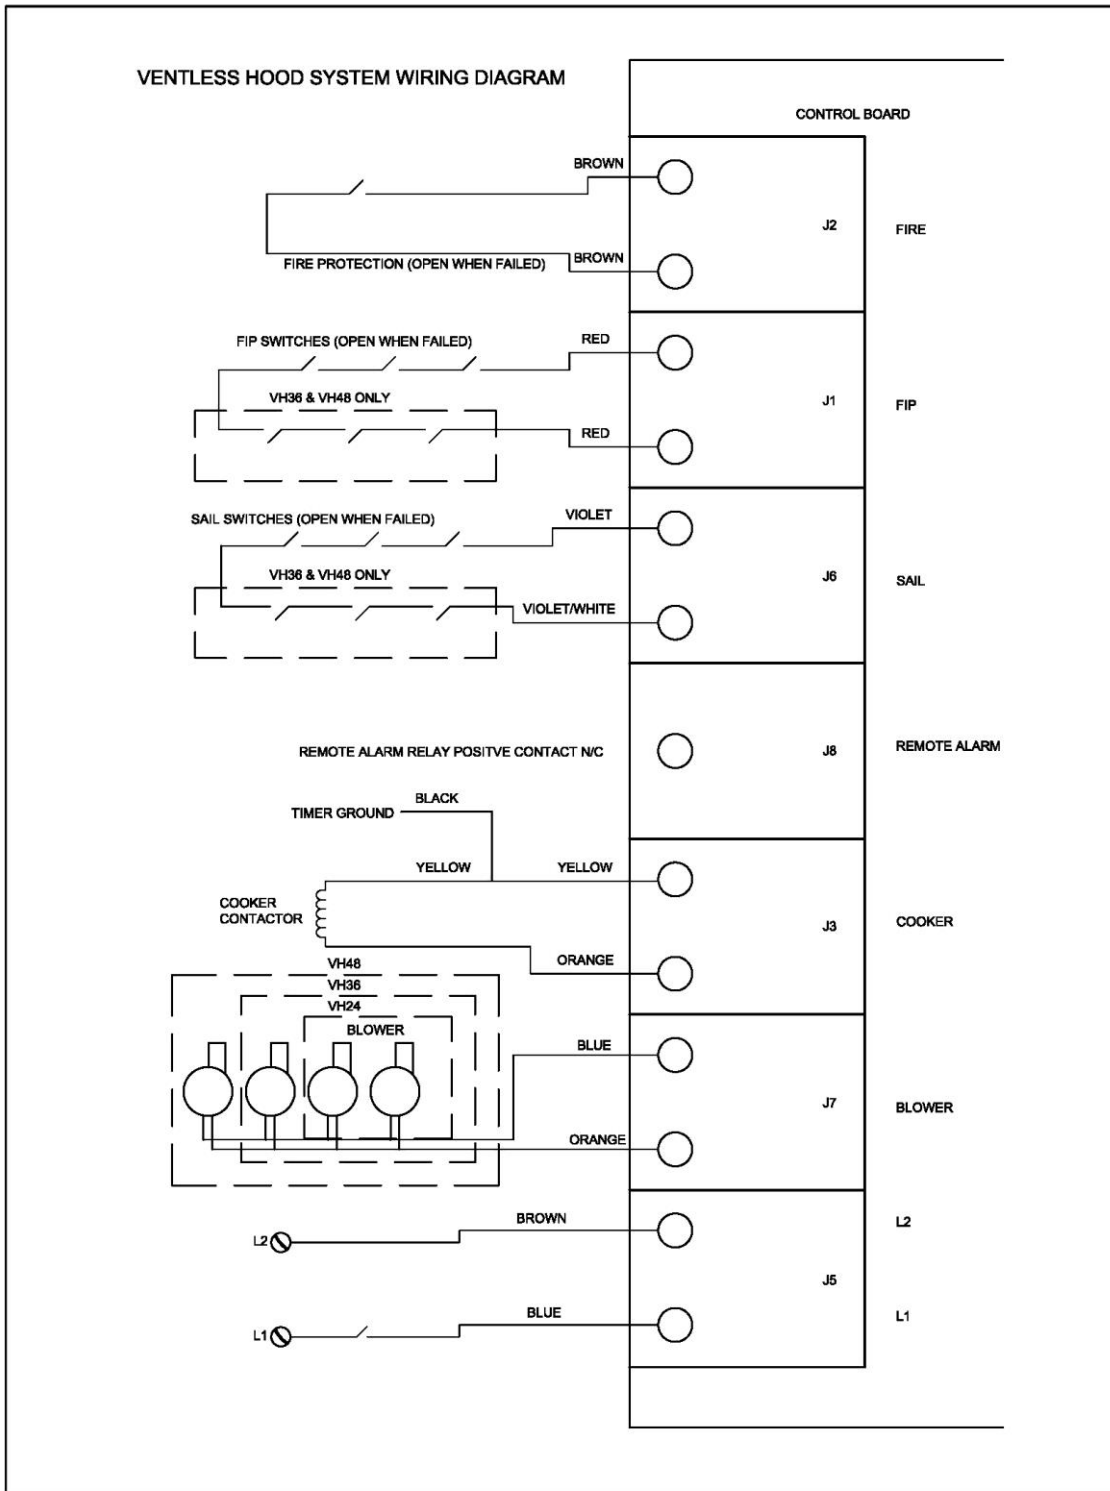 VENTLESS HOOD SYSTEM WIRING DIAGRAM
CONTROL BOARD
BROWN
J2
FIRE
FIRE PROTECTION (OPEN WHEN FAILED)
BROWN
FIP SWITCHES (OPEN WHEN FAILED)
RED
VH36 & VH48 ONLY
J1
FIP
RED
SAIL SWITCHES (OPEN WHEN FAILED)
VIOLET
VH36 & VH48 ONLY
J6
SAIL
VIOLET/WHITE
REMOTE ALARM RELAY POSITVE CONTACT N/C
J8
REMOTE ALARM
BLACK
TIMER GROUND
YELLOW
YELLOW
COOKER
CONTACTOR
J3
COOKER
ORANGE
VH48
VH36
VH24
BLOWER
BLUE
J7
BLOWER
ORANGE
BROWN
L2
L2
J5
BLUE
L1
L1